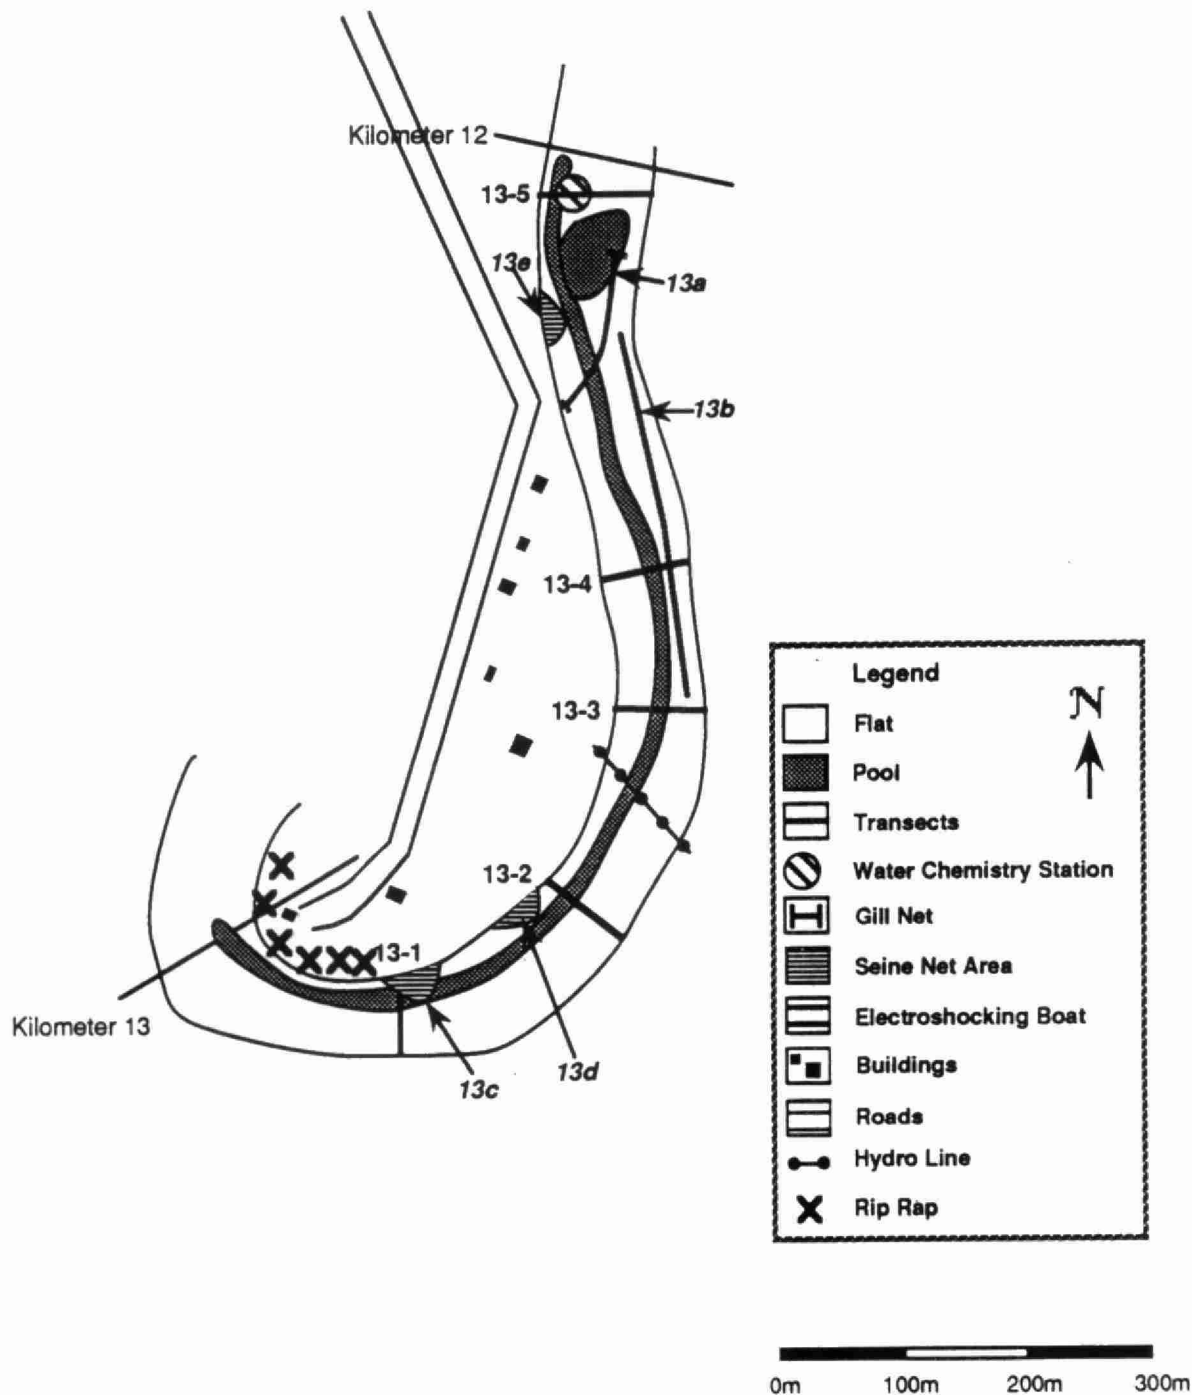 Kilometer 12
13-5
13e
13a
13b
13-4
13-3
13-2
13-1
Kilometer 13
13d
13c
Legend
N
Flat
Pool
Transects
Water Chemistry Station
Gill Net
Seine Net Area
Electroshocking Boat
Buildings
Roads
Hydro Line
Rip Rap
0m 100m 200m 300m